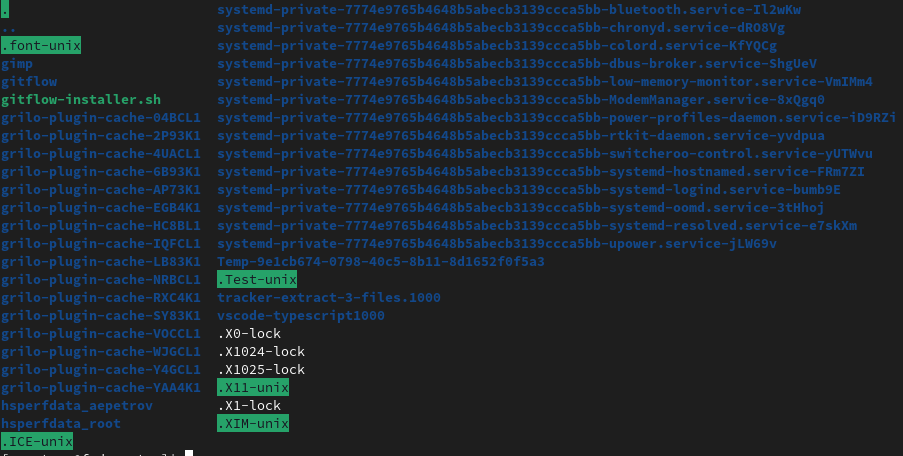 . systemd-private-7774e9765b4648b5abecb3139ccca5bb-bluetooth.service-Il2wKw
.. systemd-private-7774e9765b4648b5abecb3139ccca5bb-chronyd.service-dRO8Vg
.font-unix systemd-private-7774e9765b4648b5abecb3139ccca5bb-colord.service-KfYQCg
gimp systemd-private-7774e9765b4648b5abecb3139ccca5bb-dbus-broker.service-ShgUeV
gitflow systemd-private-7774e9765b4648b5abecb3139ccca5bb-low-memory-monitor.service-VmIMm4
gitflow-installer.sh systemd-private-7774e9765b4648b5abecb3139ccca5bb-ModemManager.service-8xQgq0
grilo-plugin-cache-04BCL1 systemd-private-7774e9765b4648b5abecb3139ccca5bb-power-profiles-daemon.service-iD9RZi
grilo-plugin-cache-2P93K1 systemd-private-7774e9765b4648b5abecb3139ccca5bb-rtkit-daemon.service-yvdpua
grilo-plugin-cache-4UACL1 systemd-private-7774e9765b4648b5abecb3139ccca5bb-switcheroo-control.service-yUTWvu
grilo-plugin-cache-6B93K1 systemd-private-7774e9765b4648b5abecb3139ccca5bb-systemd-hostnamed.service-FRm7ZI
grilo-plugin-cache-AP73K1 systemd-private-7774e9765b4648b5abecb3139ccca5bb-systemd-logind.service-bumb9E
grilo-plugin-cache-EGB4K1 systemd-private-7774e9765b4648b5abecb3139ccca5bb-systemd-oomd.service-3tHhoj
grilo-plugin-cache-HC8BL1 systemd-private-7774e9765b4648b5abecb3139ccca5bb-systemd-resolved.service-e7skXm
grilo-plugin-cache-IQFCL1 systemd-private-7774e9765b4648b5abecb3139ccca5bb-upower.service-jLW69v
grilo-plugin-cache-LB83K1 Temp-9e1cb674-0798-40c5-8b11-8d1652f0f5a3
grilo-plugin-cache-NRBCL1 .Test-unix
grilo-plugin-cache-RXC4K1 tracker-extract-3-files.1000
grilo-plugin-cache-SY83K1 vscode-typescript1000
grilo-plugin-cache-VOCCL1 .X0-lock
grilo-plugin-cache-WJGCL1 .X1024-lock
grilo-plugin-cache-Y4GCL1 .X1025-lock
grilo-plugin-cache-YAA4K1 .X11-unix
hsperfdata_aepetrov .X1-lock
hsperfdata_root .XIM-unix
.ICE-unix